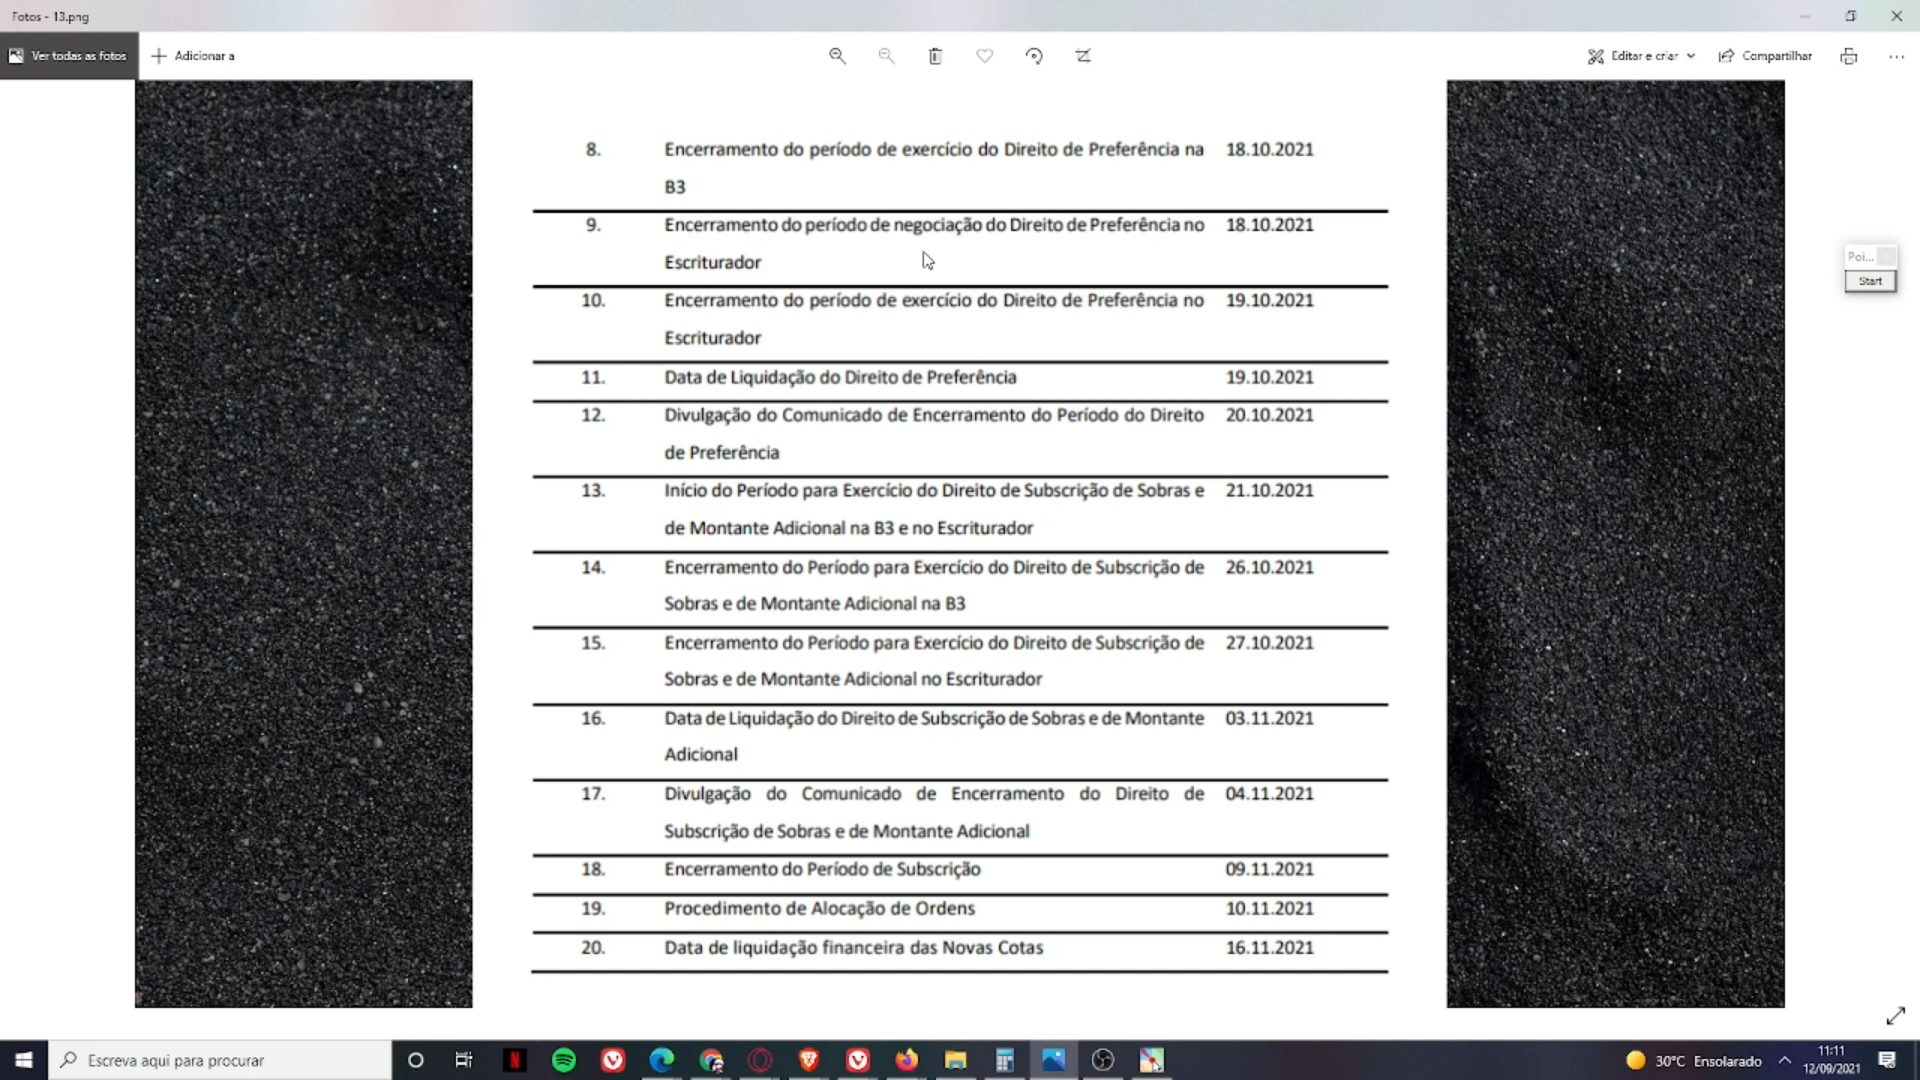 Fotos - 13.png
Ver todas as fotos
Adicionar a
Editar e criar
Compartilhar
8. Encerramento do período de exercício do Direito de Preferência na 18.10.2021
B3
9. Encerramento do período de negociação do Direito de Preferência no 18.10.2021
Escriturador
10. Encerramento do período de exercício do Direito de Preferência no 19.10.2021
Escriturador
11. Data de Liquidação do Direito de Preferência 19.10.2021
12. Divulgação do Comunicado de Encerramento do Período do Direito 20.10.2021
de Preferência
13. Início do Período para Exercício do Direito de Subscrição de Sobras e 21.10.2021
de Montante Adicional na B3 e no Escriturador
14. Encerramento do Período para Exercício do Direito de Subscrição de 26.10.2021
Sobras e de Montante Adicional na B3
15. Encerramento do Período para Exercício do Direito de Subscrição de 27.10.2021
Sobras e de Montante Adicional no Escriturador
16. Data de Liquidação do Direito de Subscrição de Sobras e de Montante 03.11.2021
Adicional
17. Divulgação do Comunicado de Encerramento do Direito de 04.11.2021
Subscrição de Sobras e de Montante Adicional
18. Encerramento do Período de Subscrição 09.11.2021
19. Procedimento de Alocação de Ordens 10.11.2021
20. Data de liquidação financeira das Novas Cotas 16.11.2021
Poi...
Start
Escreva aqui para procurar
30°C Ensolarado
11:11
12/09/2021